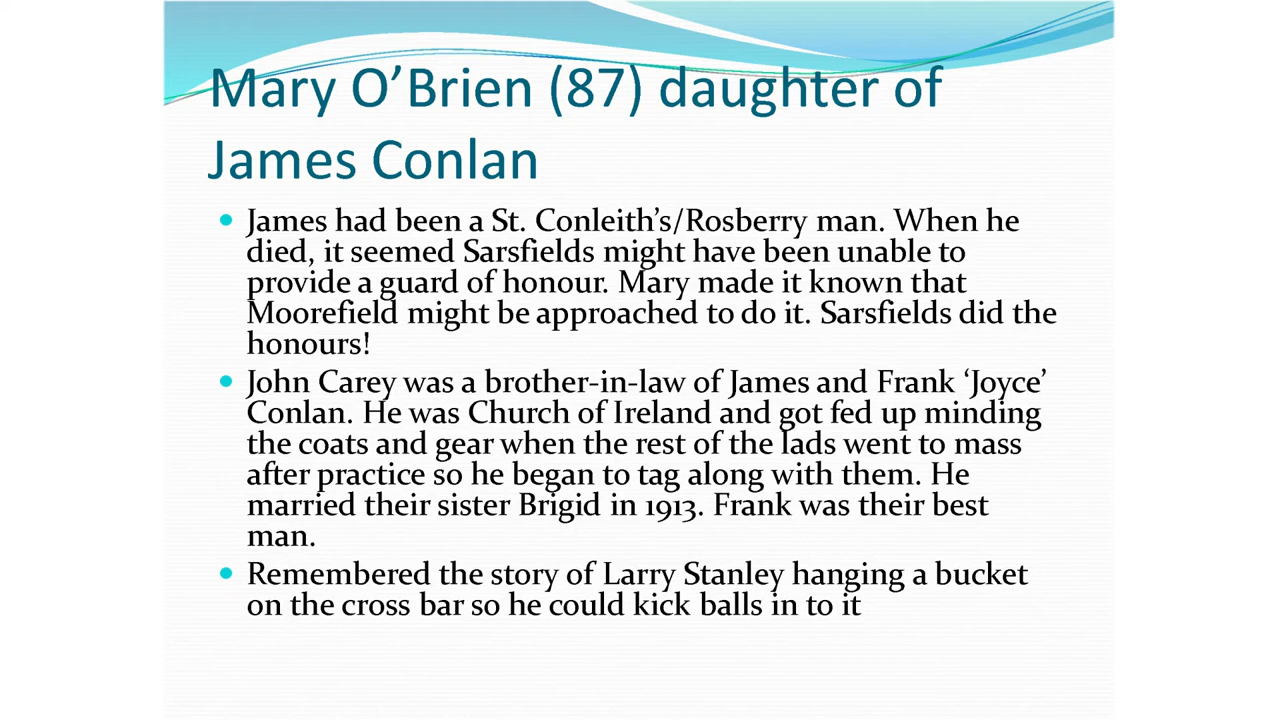 Mary O’Brien (87) daughter of
James Conlan
• James had been a St. Conleith’s/Rosberry man. When he
died, it seemed Sarsfields might have been unable to
provide a guard of honour. Mary made it known that
Moorefield might be approached to do it. Sarsfields did the
honours!
• John Carey was a brother-in-law of James and Frank ‘Joyce’
Conlan. He was Church of Ireland and got fed up minding
the coats and gear when the rest of the lads went to mass
after practice so he began to tag along with them. He
married their sister Brigid in 1913. Frank was their best
man.
• Remembered the story of Larry Stanley hanging a bucket
on the cross bar so he could kick balls in to it